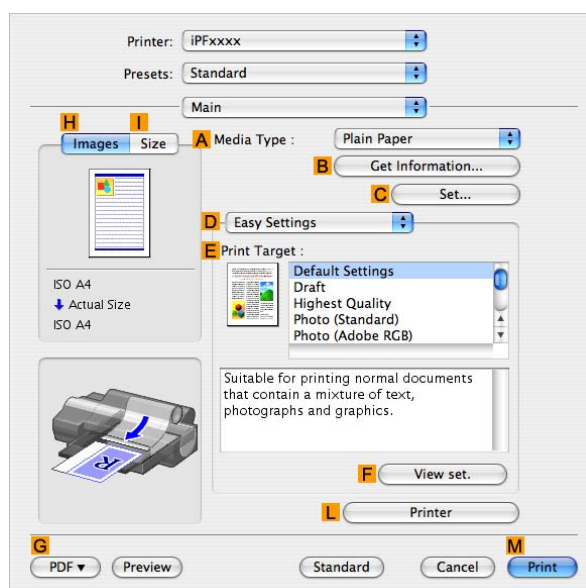 Printer: iPFxxxx
Presets: Standard
Main
H I
Images Size
A Media Type : Plain Paper
B Get Information...
C Set...
D Easy Settings
E Print Target :
Default Settings
Draft
Highest Quality
Photo (Standard)
Photo (Adobe RGB)
ISO A4
Actual Size
ISO A4
Suitable for printing normal documents
that contain a mixture of text,
photographs and graphics.
R
F View set.
L Printer
G M
PDF ▼ Preview Standard Cancel Print